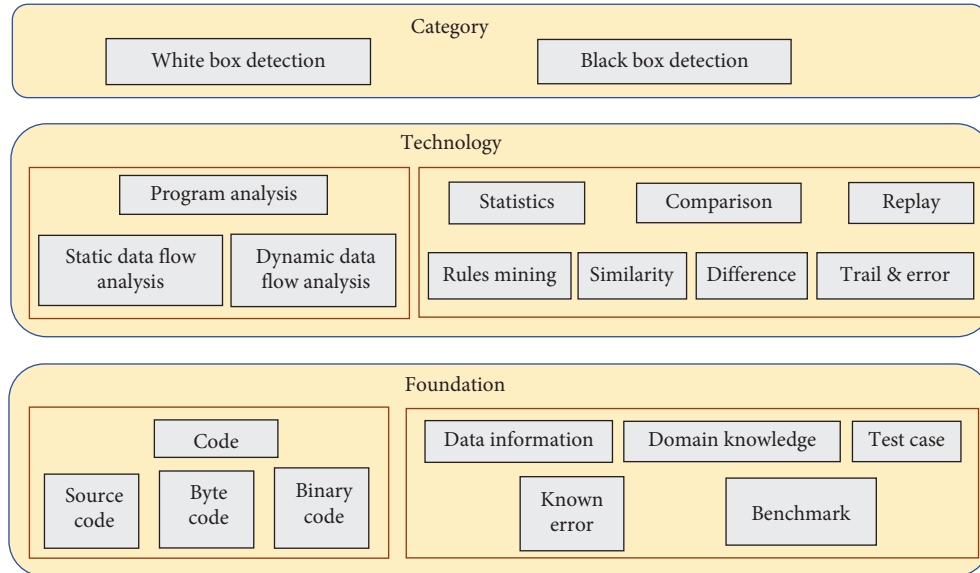 Category
White box detection
Black box detection
Technology
Program analysis
Static data flow
analysis
Dynamic data
flow analysis
Statistics
Comparison
Replay
Rules mining
Similarity
Difference
Trail & error
Foundation
Code
Source
code
Byte
code
Binary
code
Data information
Domain knowledge
Test case
Known
error
Benchmark